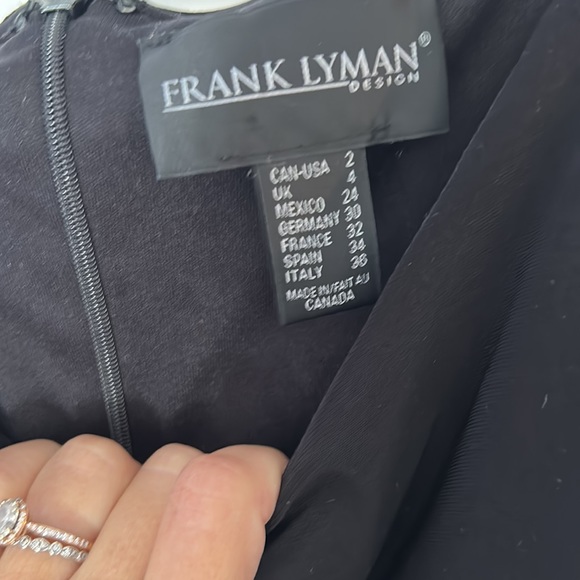 FRANK LYMAN®
DESIGN
CAN-USA 2
UK 4
MEXICO 24
GERMANY 30
FRANCE 32
SPAIN 34
ITALY 36
MADE IN/FAIT AU
CANADA